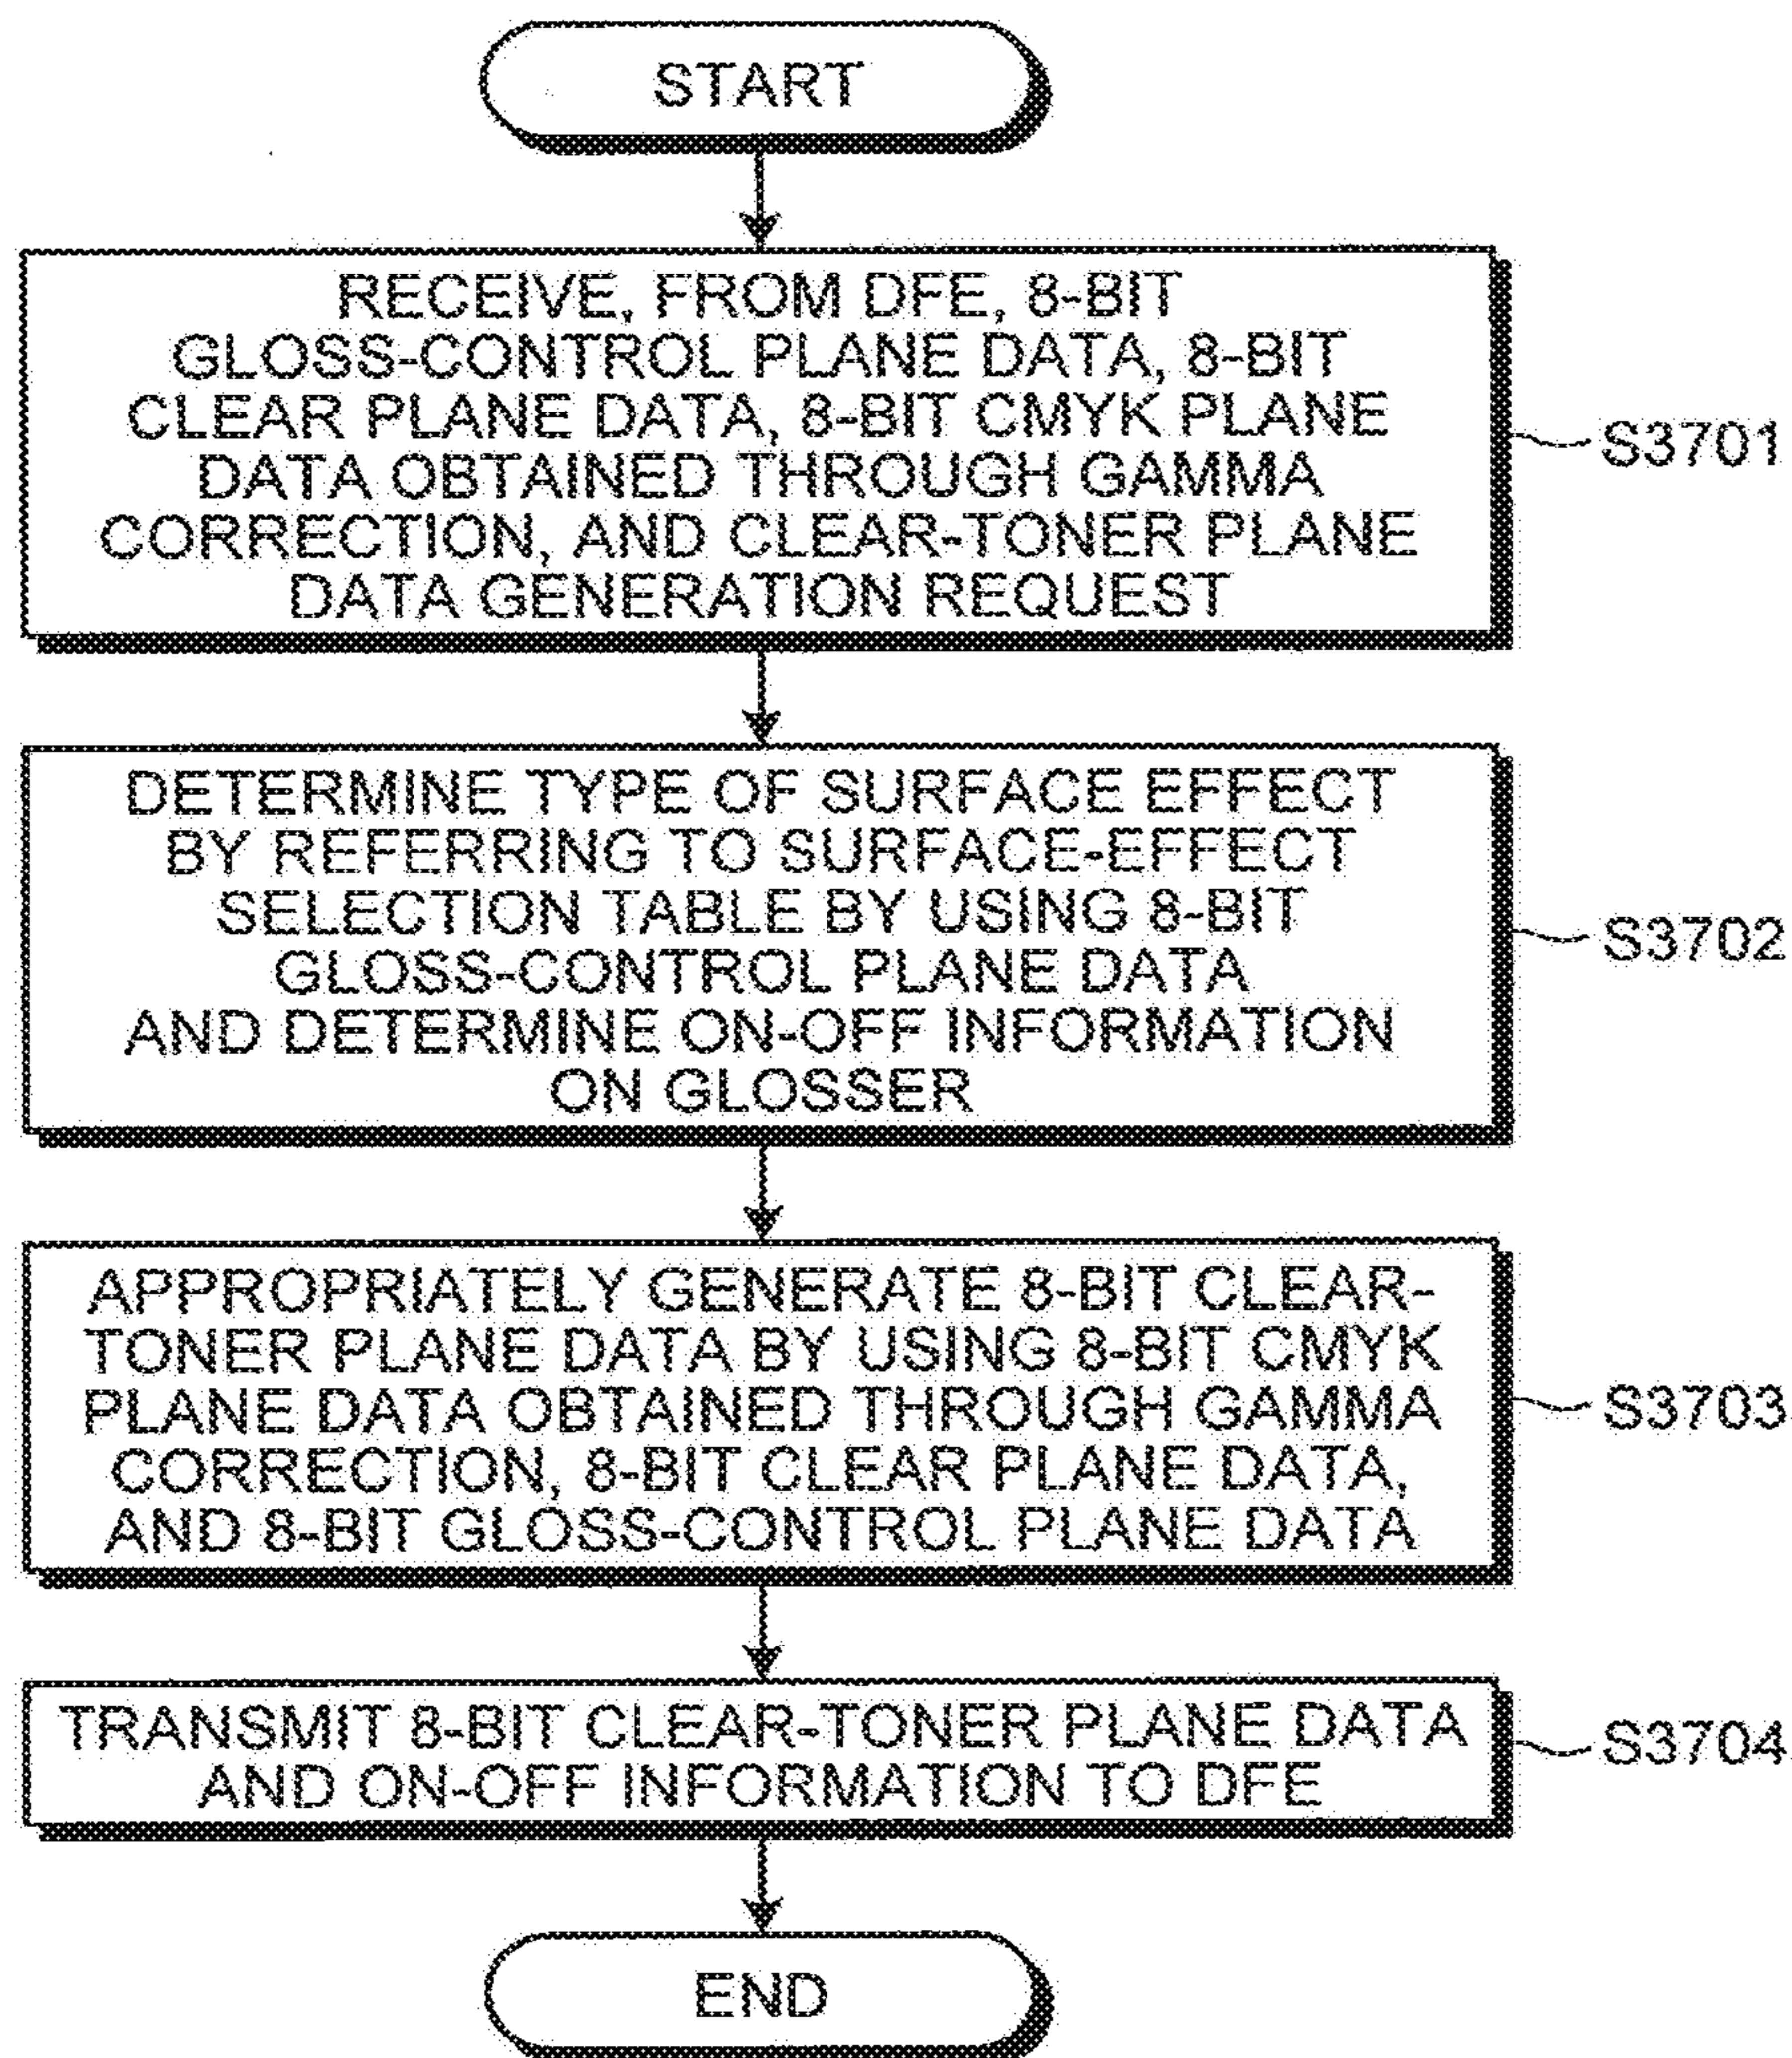 START
RECEIVE, FROM DFE, 8-BIT
GLOSS-CONTROL PLANE DATA, 8-BIT
CLEAR PLANE DATA, 8-BIT CMYK PLANE
DATA OBTAINED THROUGH GAMMA
CORRECTION, AND CLEAR-TONER PLANE
DATA GENERATION REQUEST
S3701
DETERMINE TYPE OF SURFACE EFFECT
BY REFERRING TO SURFACE-EFFECT
SELECTION TABLE BY USING 8-BIT
GLOSS-CONTROL PLANE DATA
AND DETERMINE ON-OFF INFORMATION
ON GLOSSER
S3702
APPROPRIATELY GENERATE 8-BIT CLEAR-
TONER PLANE DATA BY USING 8-BIT CMYK
PLANE DATA OBTAINED THROUGH GAMMA
CORRECTION, 8-BIT CLEAR PLANE DATA,
AND 8-BIT GLOSS-CONTROL PLANE DATA
S3703
TRANSMIT 8-BIT CLEAR-TONER PLANE DATA
AND ON-OFF INFORMATION TO DFE
S3704
END